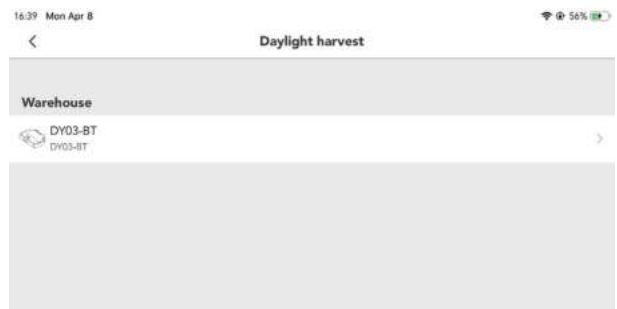 16:39 Mon Apr 8
56%
Daylight harvest
Warehouse
DY03-BT
DY03-BT